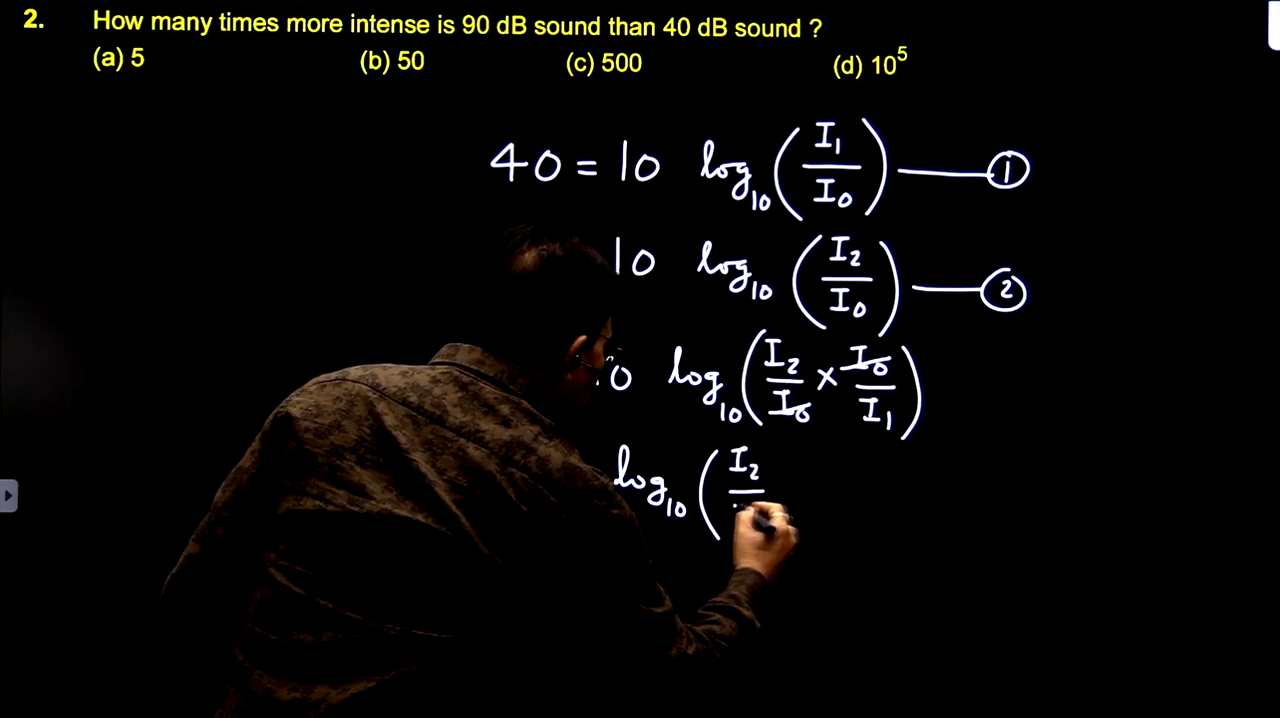 2. How many times more intense is 90 dB sound than 40 dB sound ?
(a) 5 (b) 50 (c) 500 (d) 10⁵
40 = 10 log₁₀ (I₁/I₀) —— ①
10 log₁₀ (I₂/I₀) —— ②
0 log₁₀ (I₂/I₀ × I₀/I₁)
log₁₀ (I₂/